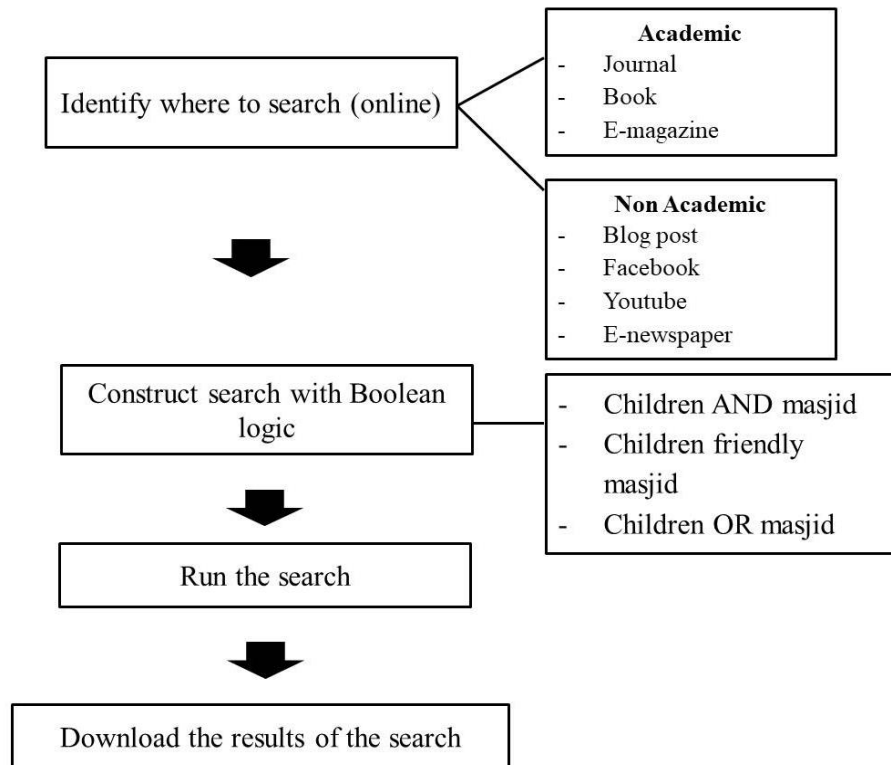 Identify where to search (online)
Academic
- Journal
- Book
- E-magazine
Non Academic
- Blog post
- Facebook
- Youtube
- E-newspaper
Construct search with Boolean
logic
- Children AND masjid
- Children friendly
masjid
- Children OR masjid
Run the search
Download the results of the search